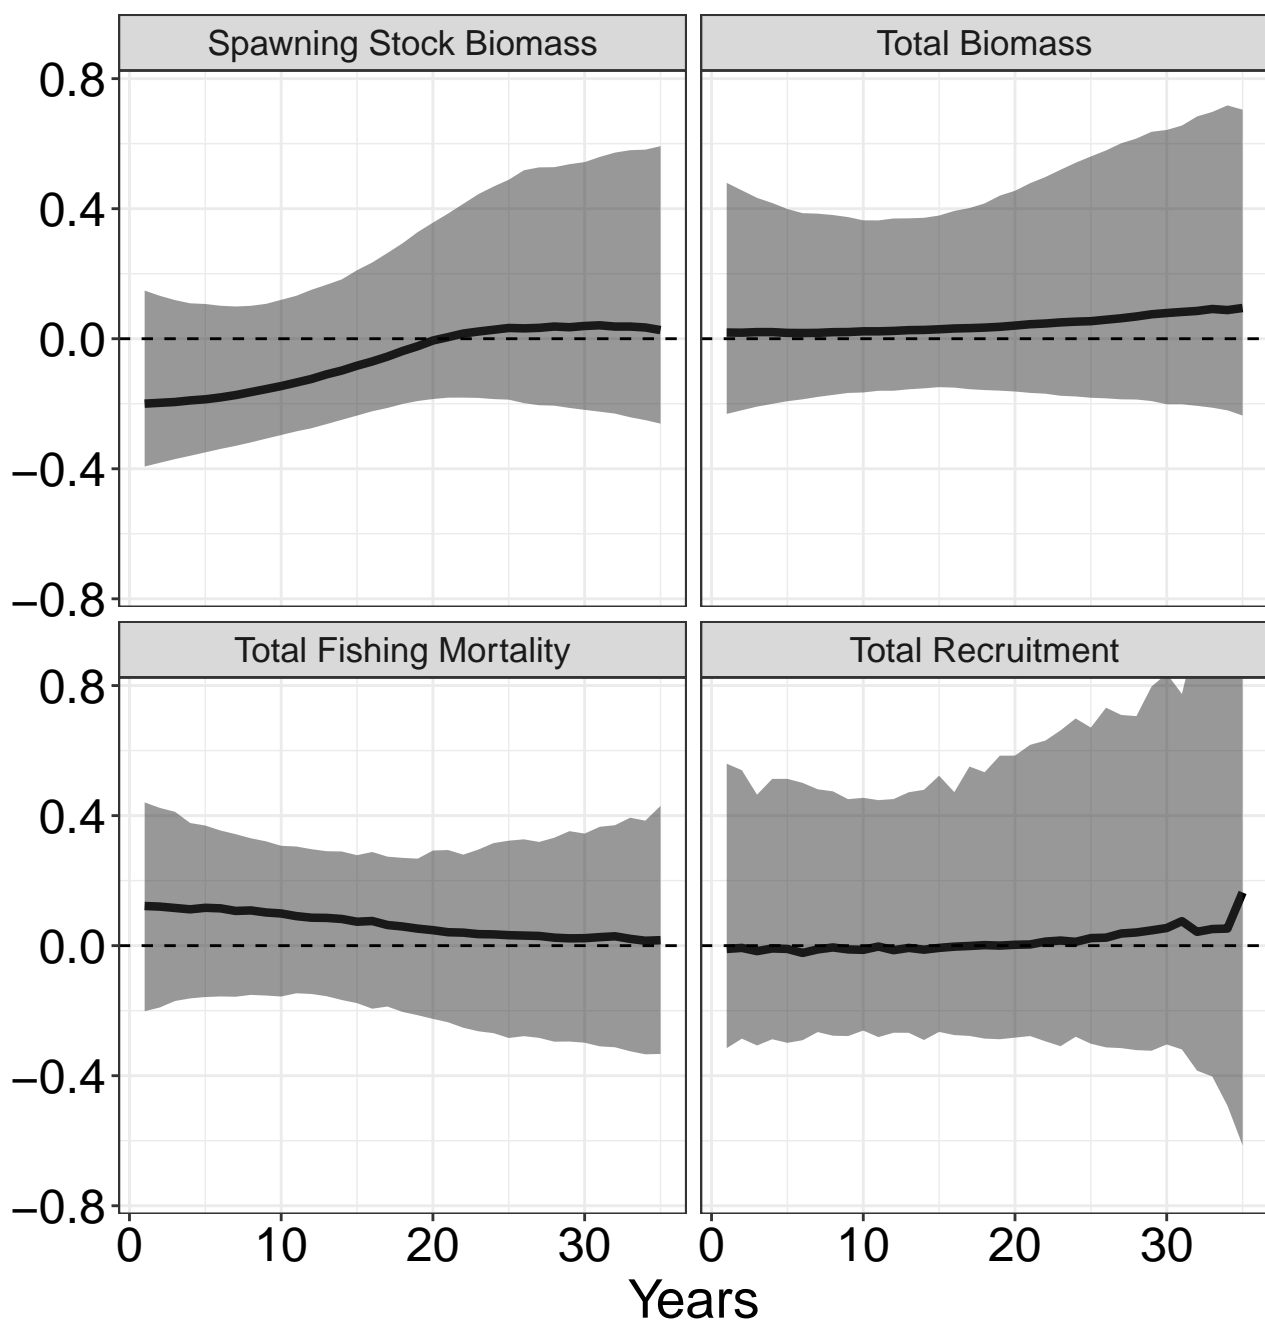 Spawning Stock Biomass
Total Biomass
0.8
0.4
0.0
−0.4
−0.8
Total Fishing Mortality
Total Recruitment
0.8
0.4
0.0
−0.4
−0.8
0 10 20 30
0 10 20 30
Years